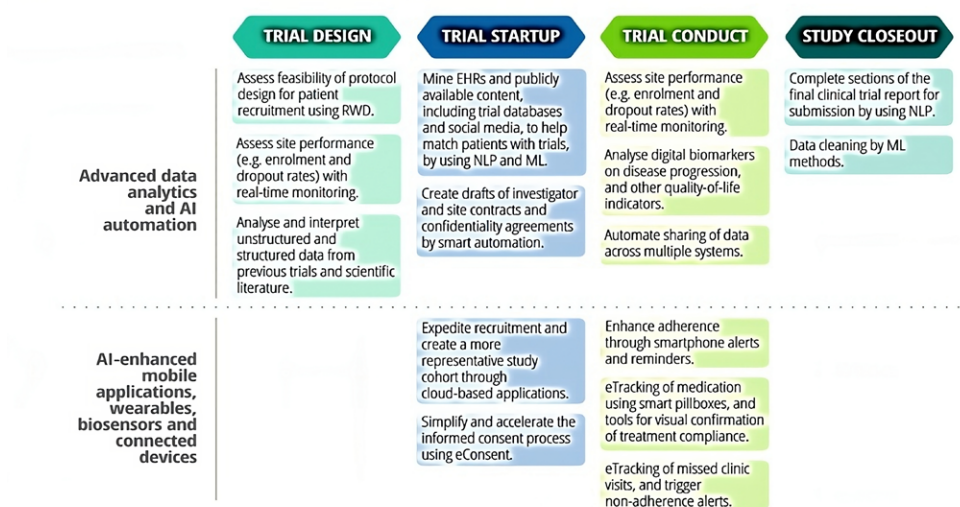 TRIAL DESIGN
TRIAL STARTUP
TRIAL CONDUCT
STUDY CLOSEOUT
Advanced data
analytics
and AI
automation
Assess feasibility of protocol
design for patient
recruitment using RWD.
Assess site performance
(e.g. enrolment and
dropout rates) with
real-time monitoring.
Analyse and interpret
unstructured and
structured data from
previous trials and scientific
literature.
Mine EHRs and publicly
available content,
including trial databases
and social media, to help
match patients with trials,
by using NLP and ML.
Create drafts of investigator
and site contracts and
confidentiality agreements
by smart automation.
Assess site performance
(e.g. enrolment and
dropout rates) with
real-time monitoring.
Analyse digital biomarkers
on disease progression,
and other quality-of-life
indicators.
Automate sharing of data
across multiple systems.
Complete sections of the
final clinical trial report for
submission by using NLP.
Data cleaning by ML
methods.
AI-enhanced
mobile
applications,
wearables,
biosensors and
connected
devices
Expedite recruitment and
create a more
representative study
cohort through
cloud-based applications.
Simplify and accelerate the
informed consent process
using eConsent.
Enhance adherence
through smartphone alerts
and reminders.
eTracking of medication
using smart pillboxes, and
tools for visual confirmation
of treatment compliance.
eTracking of missed clinic
visits, and trigger
non-adherence alerts.